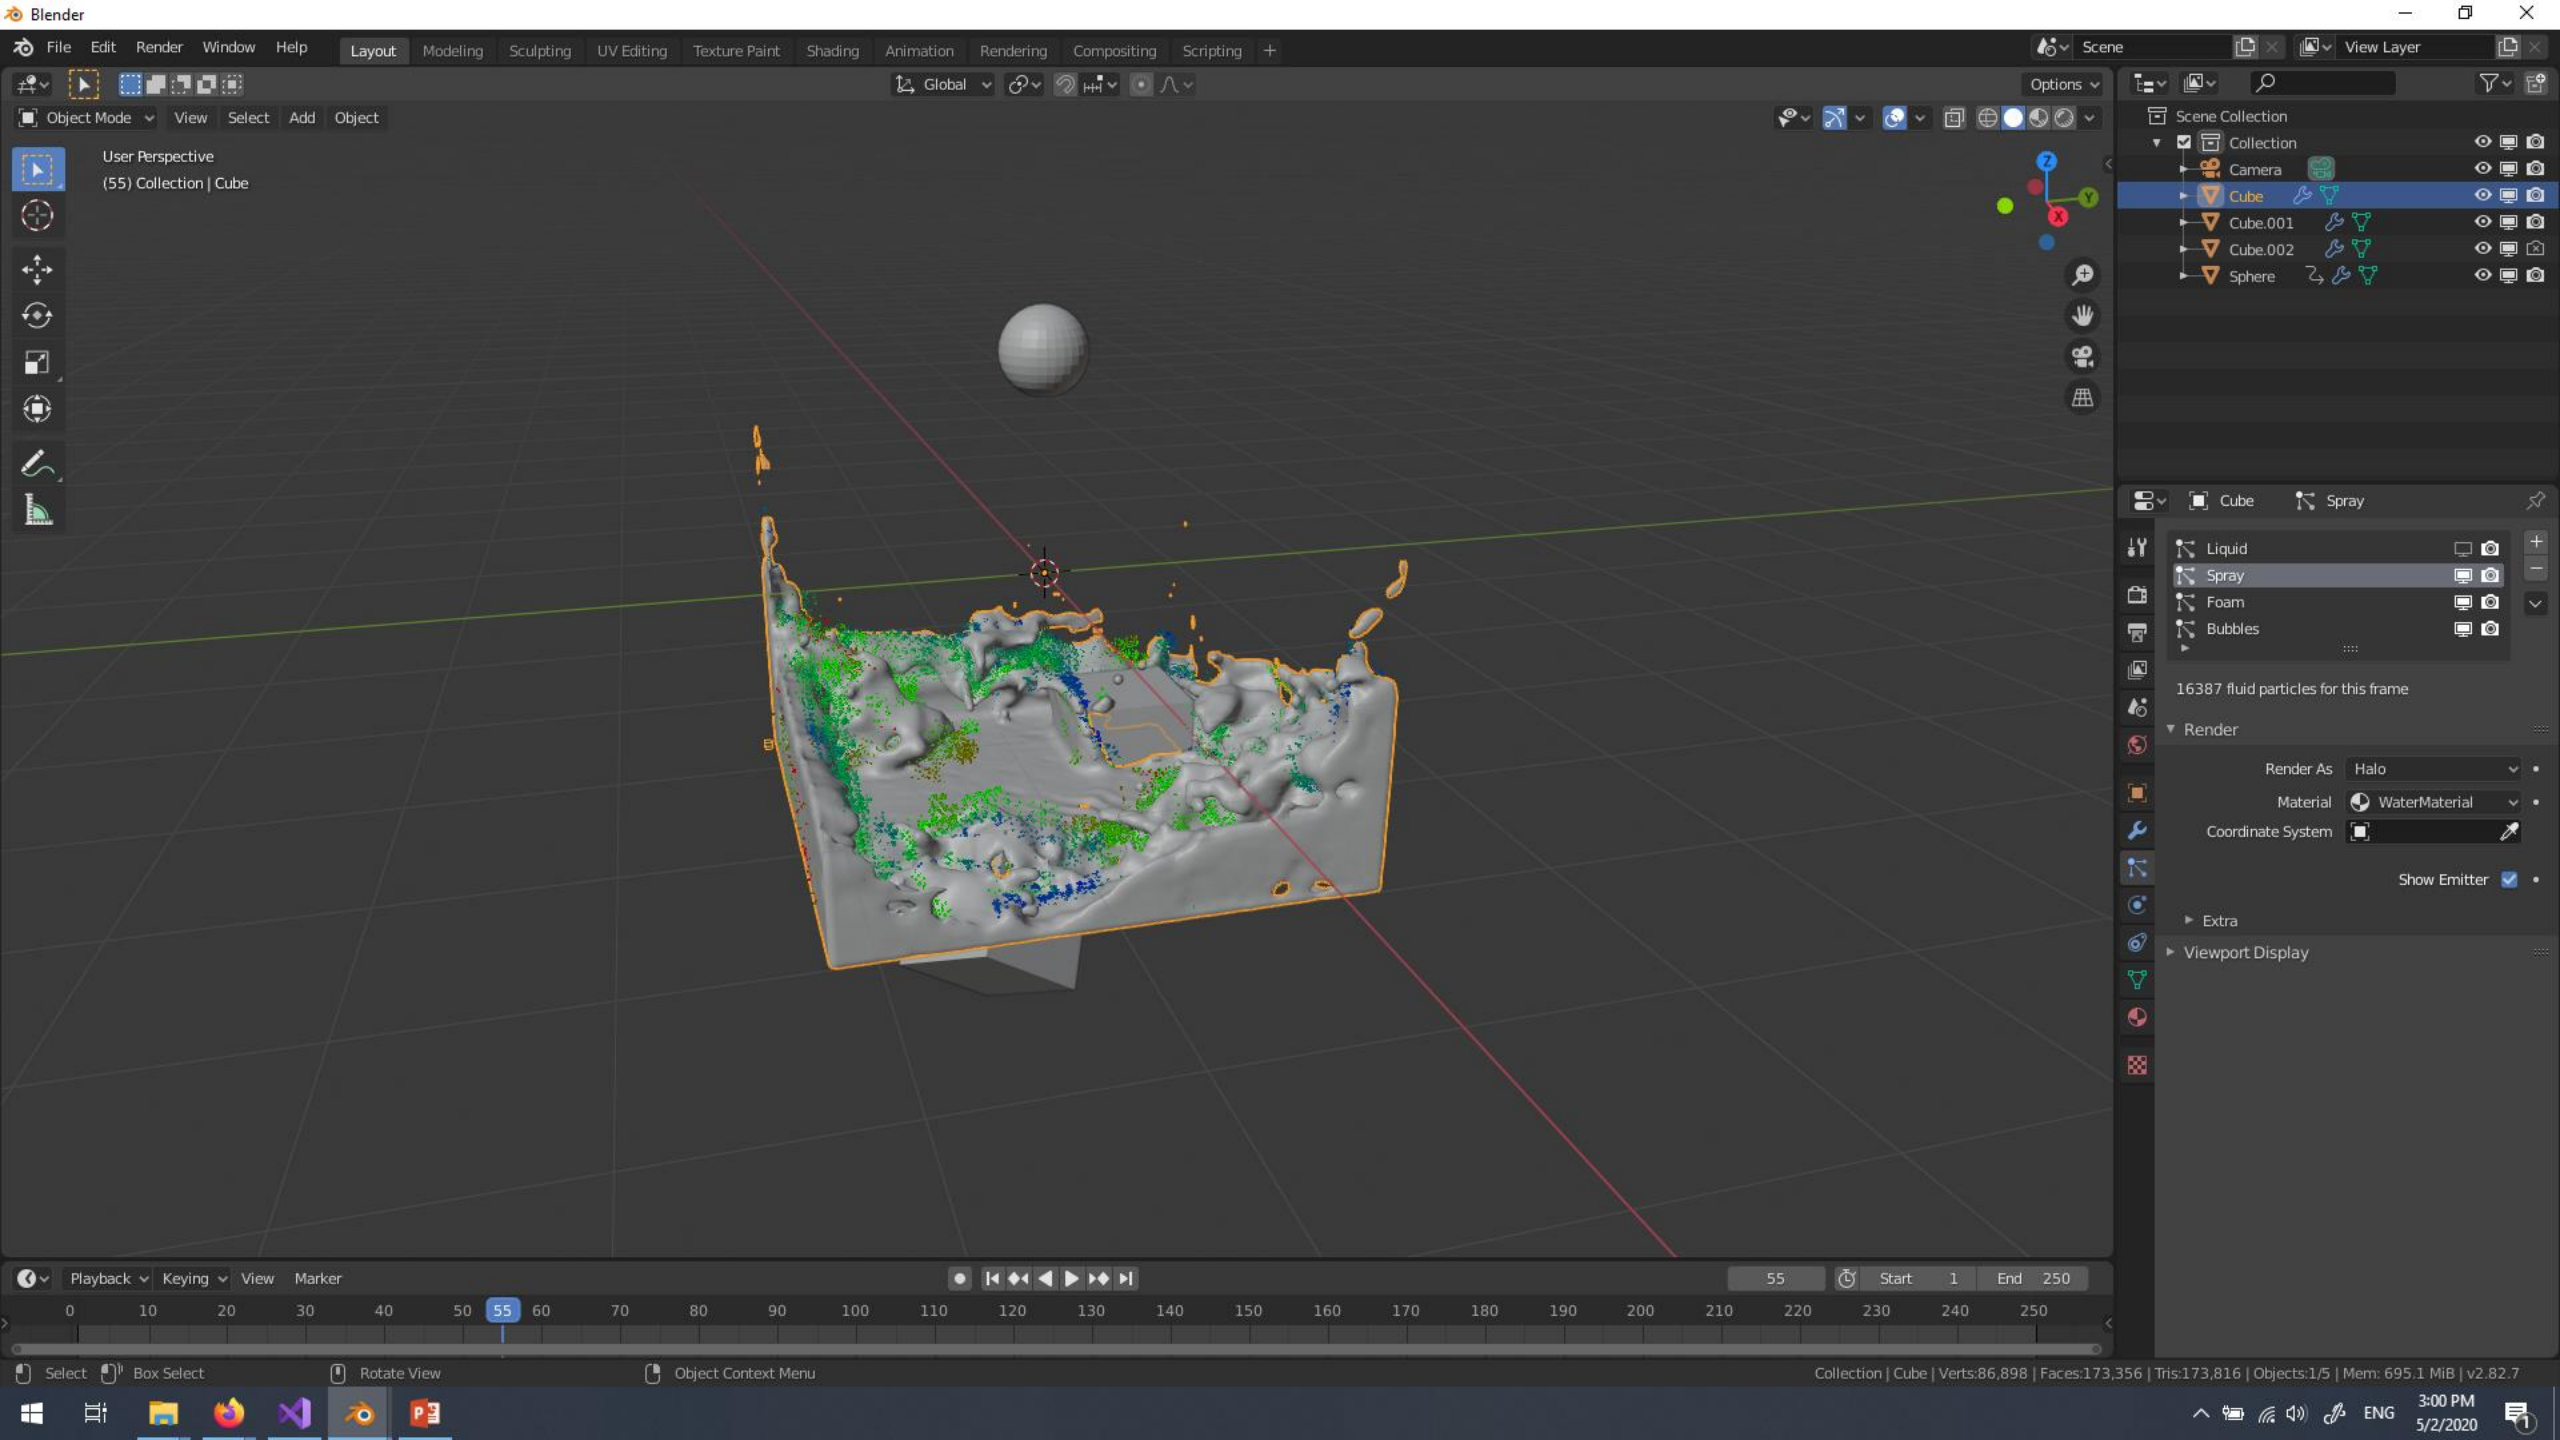 Blender
File Edit Render Window Help Layout Modeling Sculpting UV Editing Texture Paint Shading Animation Rendering Compositing Scripting + Scene View Layer
Global Options
Object Mode View Select Add Object
User Perspective
(55) Collection | Cube
Z
Y
X
Scene Collection
Collection
Camera
Cube
Cube.001
Cube.002
Sphere
Cube Spray
Liquid
Spray
Foam
Bubbles
16387 fluid particles for this frame
Render
Render As Halo
Material WaterMaterial
Coordinate System
Show Emitter
Extra
Viewport Display
Playback Keying View Marker 55 Start 1 End 250
0 10 20 30 40 50 55 60 70 80 90 100 110 120 130 140 150 160 170 180 190 200 210 220 230 240 250
Select Box Select Rotate View Object Context Menu Collection | Cube | Verts:86,898 | Faces:173,356 | Tris:173,816 | Objects:1/5 | Mem: 695.1 MiB | v2.82.7
ENG 3:00 PM
5/2/2020
1